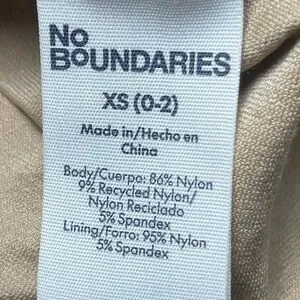 No
BoUNDARIES
XS (0-2)
Made in/Hecho en
China
Body/Cuerpo: 86% Nylon
9% Recycled Nylon/
Nylon Reciclado
5% Spandex
Lining/Forro: 95% Nylon
5% Spandex